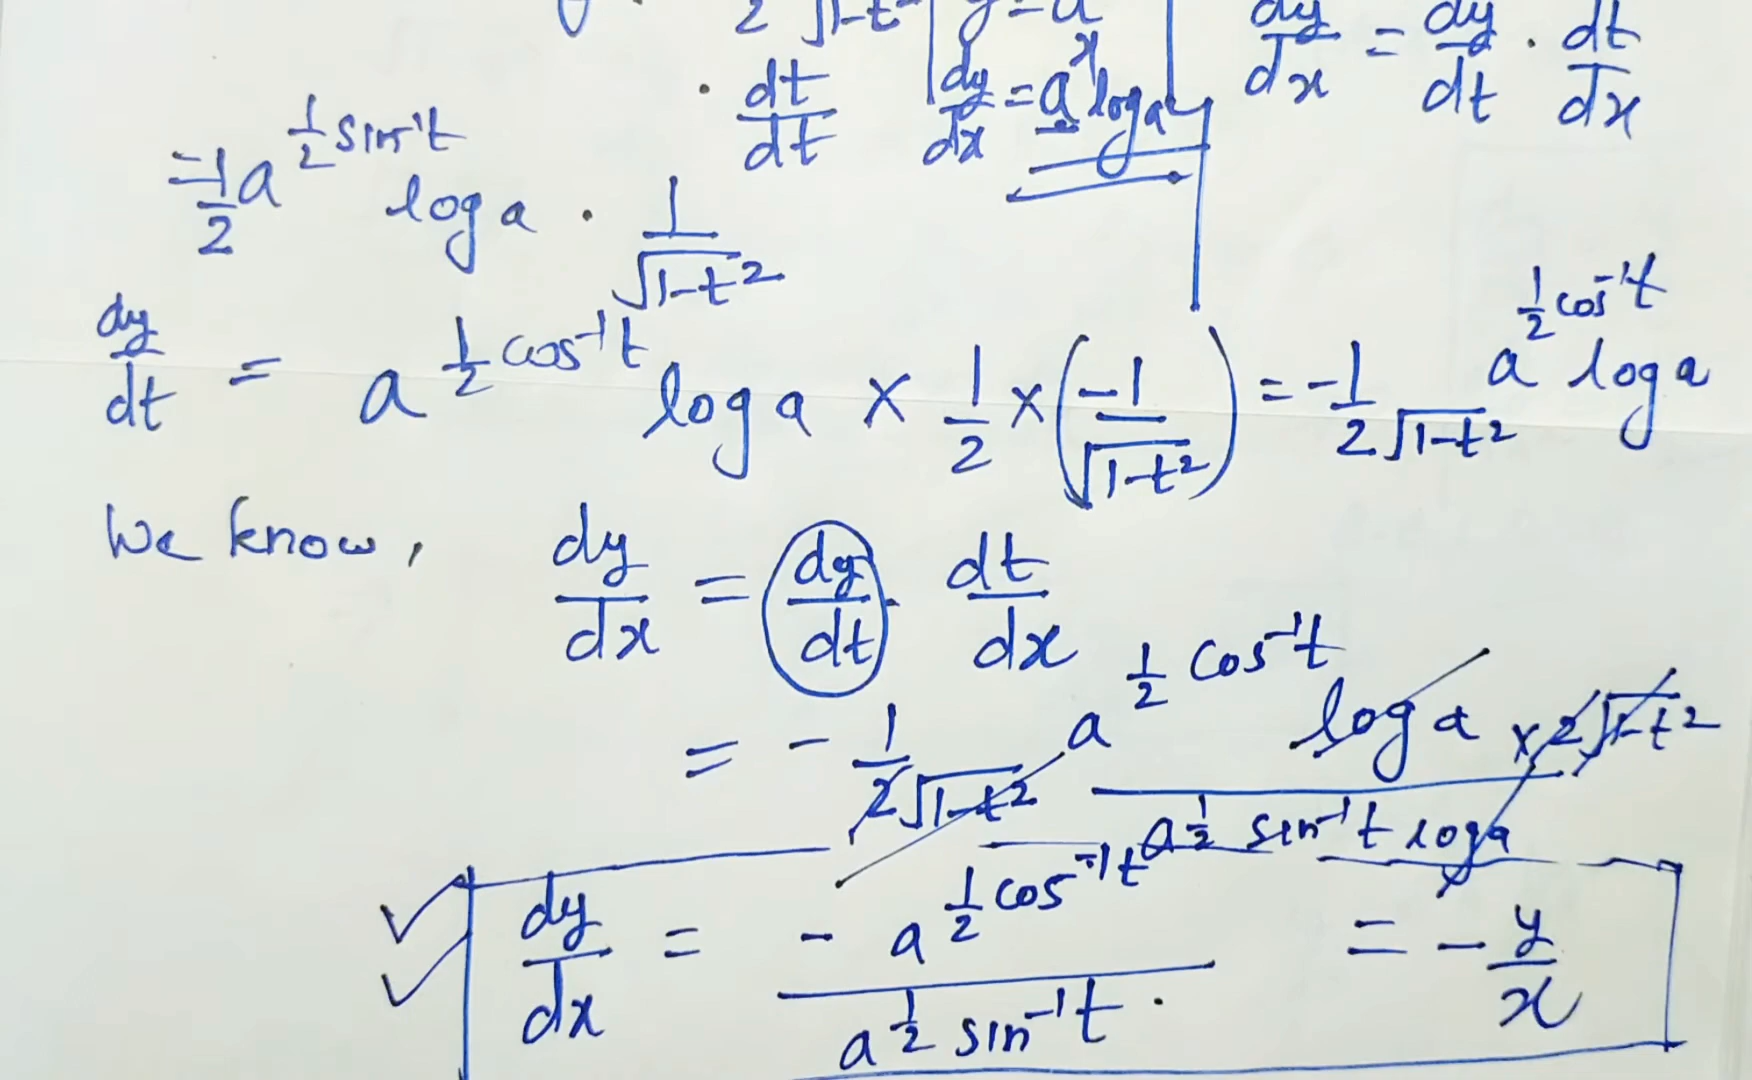 2 √1-t² | y = a^x | dy/dx = dy/dt · dt/dx
· dt/dt | dy/dx = a^x log a
= 1/2 a^(1/2 sin⁻¹t) log a · 1/√1-t²
dy/dt = a^(1/2 cos⁻¹t) log a × 1/2 × (-1/√1-t²) = -1/2√1-t² a^(1/2 cos⁻¹t) log a
We know, dy/dx = dy/dt · dt/dx
= - 1/2√1-t² a^(1/2 cos⁻¹t) log a × 2√1-t² / a^(1/2 sin⁻¹t) log a
dy/dx = - a^(1/2 cos⁻¹t) / a^(1/2 sin⁻¹t) . = - y/x